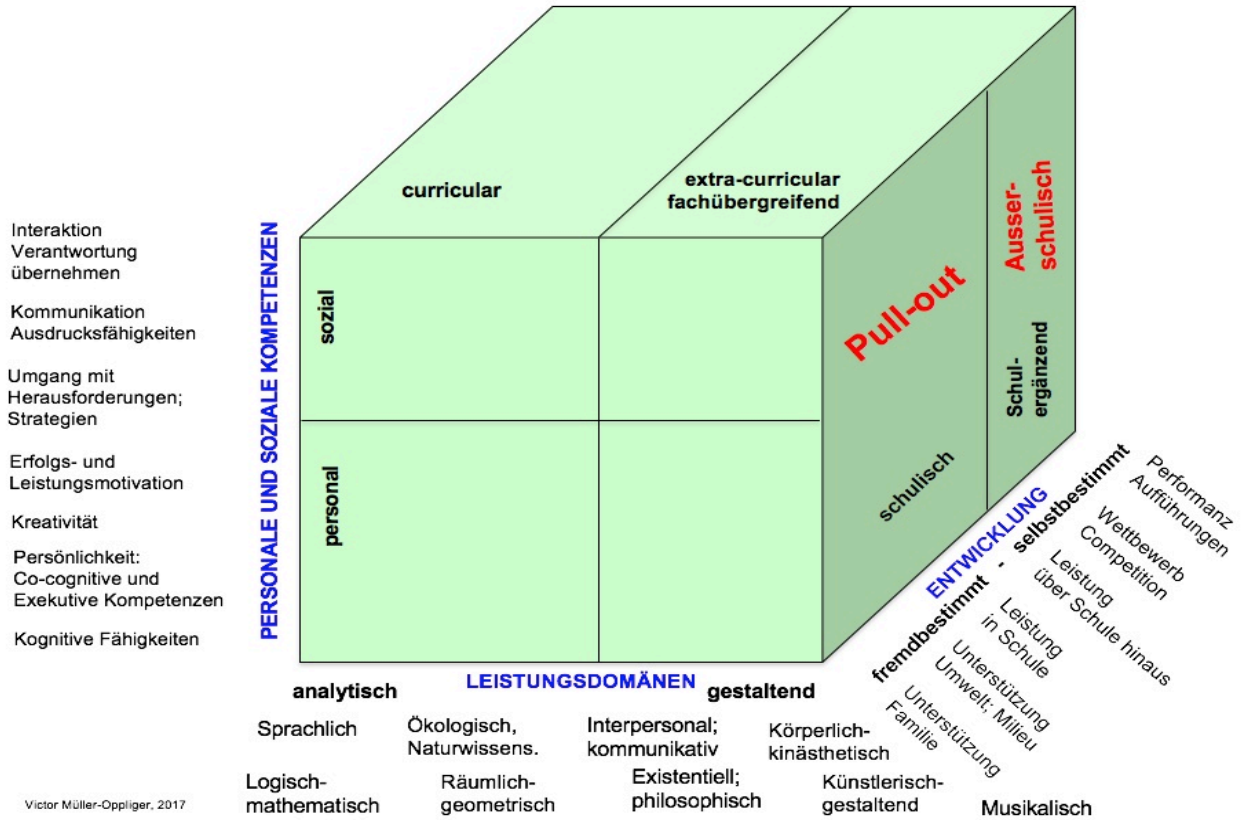 curricular
extra-curricular
fachübergreifend
Interaktion
Verantwortung
übernehmen
Kommunikation
Ausdrucksfähigkeiten
Umgang mit
Herausforderungen;
Strategien
Erfolgs- und
Leistungsmotivation
Kreativität
Persönlichkeit:
Co-cognitive und
Exekutive Kompetenzen
Kognitive Fähigkeiten
PERSONALE UND SOZIALE KOMPETENZEN
sozial
personal
Pull-out
Ausser-
schulisch
schulisch
Schul-
ergänzend
ENTWICKLUNG
fremdbestimmt - selbstbestimmt
Performanz
Aufführungen
Wettbewerb
Competition
Leistung
über Schule hinaus
Leistung
in Schule
Unterstützung
Umwelt; Milieu
Unterstützung
Familie
analytisch
LEISTUNGSDOMÄNEN
gestaltend
Sprachlich
Ökologisch,
Naturwissens.
Interpersonal;
kommunikativ
Körperlich-
kinästhetisch
Logisch-
mathematisch
Räumlich-
geometrisch
Existentiell;
philosophisch
Künstlerisch-
gestaltend
Musikalisch
Victor Müller-Oppliger, 2017